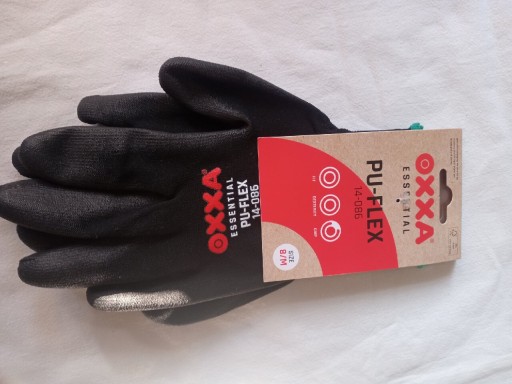 OXXA
ESSENTIAL
PU-FLEX
14-086
OXXA
ESSENTIAL
PU-FLEX
14-086
SIZE
8/M